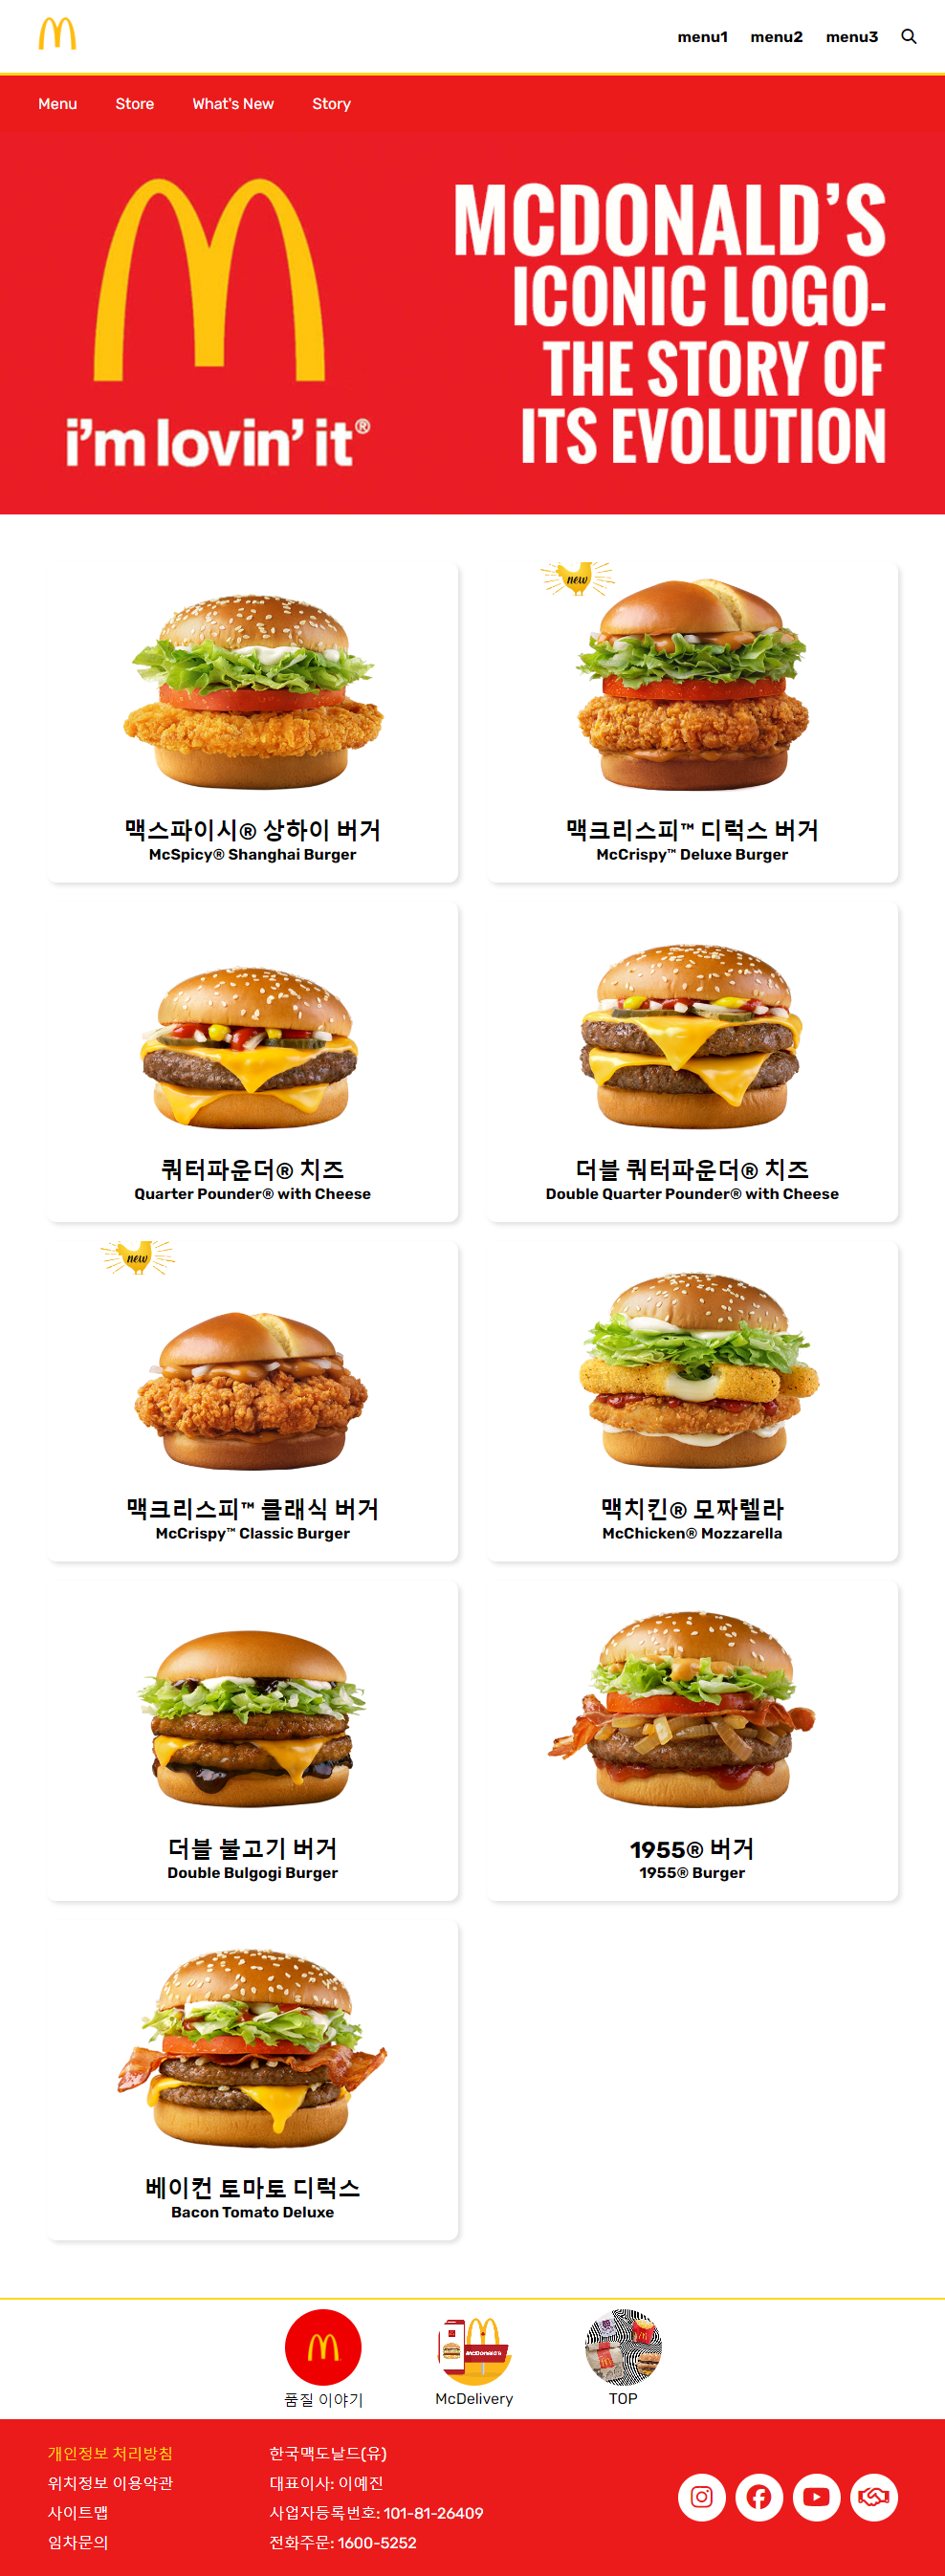 menu1 menu2 menu3
Menu Store What's New Story
MCDONALD'S
ICONIC LOGO-
THE STORY OF
ITS EVOLUTION
i'm lovin' it®
맥스파이시® 상하이 버거
McSpicy® Shanghai Burger
new
맥크리스피™ 디럭스 버거
McCrispy™ Deluxe Burger
쿼터파운더® 치즈
Quarter Pounder® with Cheese
더블 쿼터파운더® 치즈
Double Quarter Pounder® with Cheese
new
맥크리스피™ 클래식 버거
McCrispy™ Classic Burger
맥치킨® 모짜렐라
McChicken® Mozzarella
더블 불고기 버거
Double Bulgogi Burger
1955® 버거
1955® Burger
베이컨 토마토 디럭스
Bacon Tomato Deluxe
McDONALD'S
품질 이야기
McDelivery
TOP
개인정보 처리방침
위치정보 이용약관
사이트맵
임차문의
한국맥도날드(유)
대표이사: 이예진
사업자등록번호: 101-81-26409
전화주문: 1600-5252